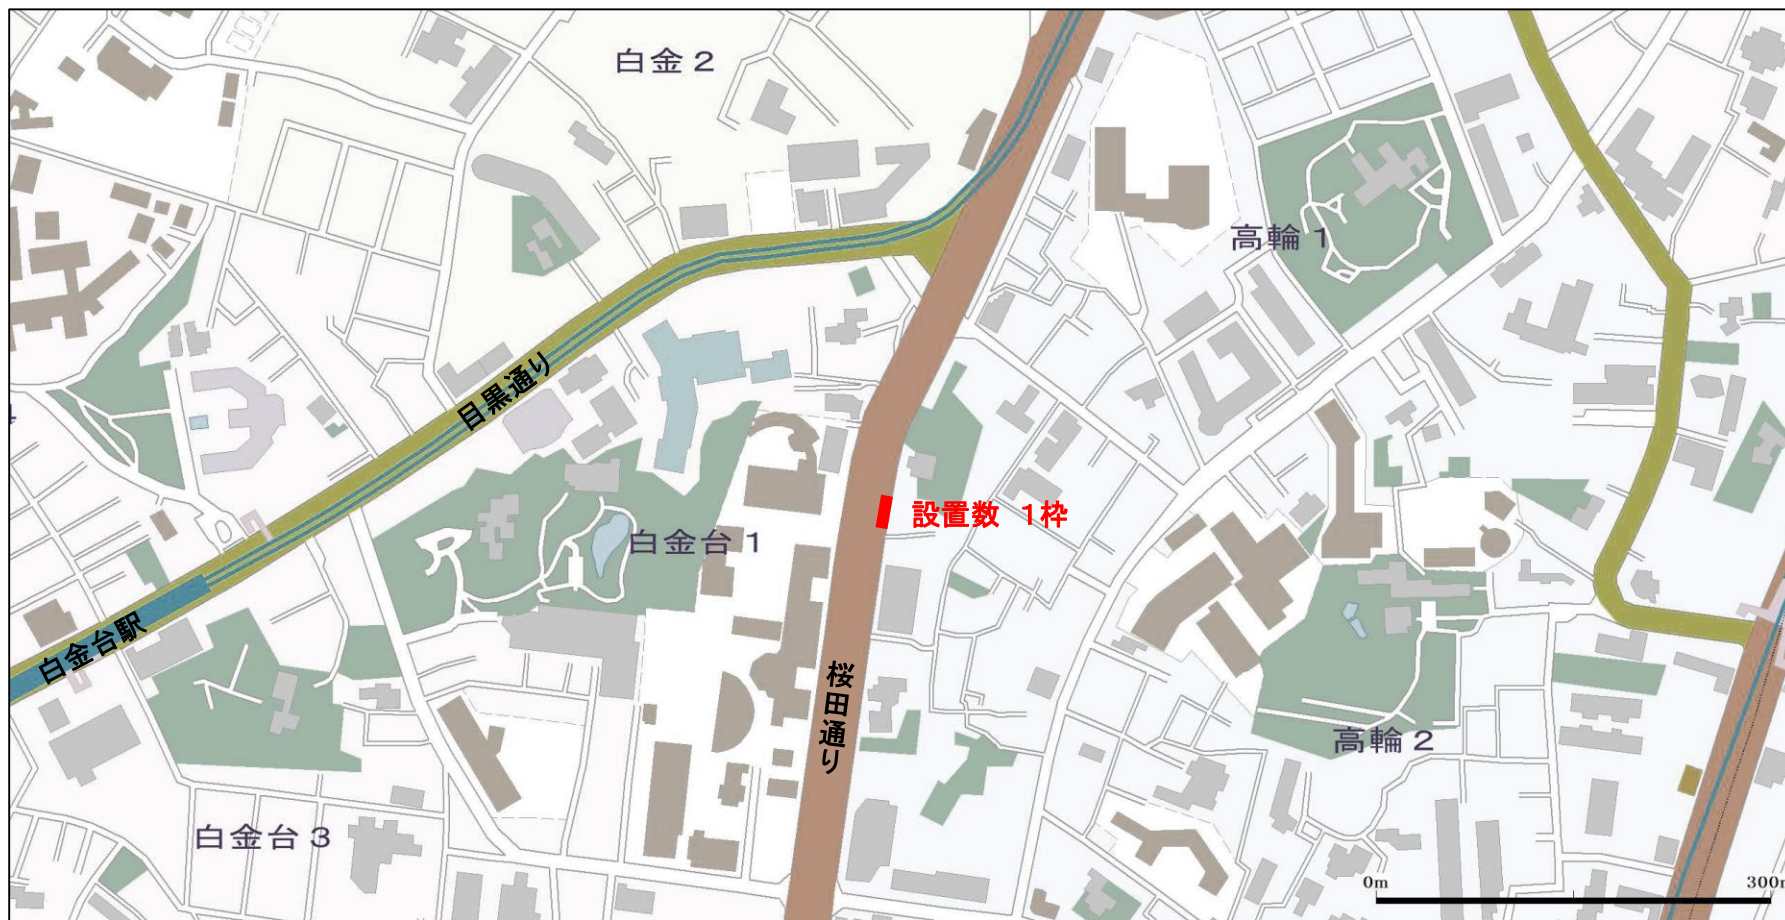 白金２
高輪１
目黒通り
設置数　1枠
白金台１
白金台駅
桜田通り
高輪２
白金台３
0m